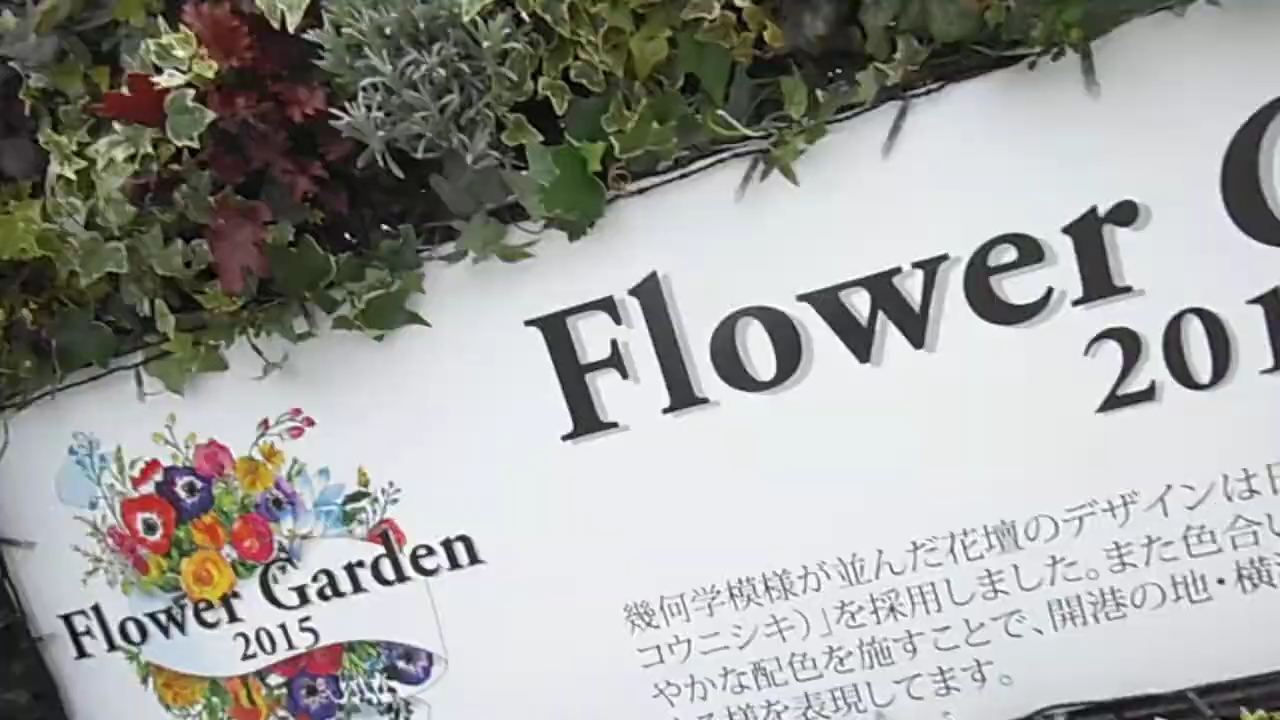 Flower
201
Flower Garden
2015
幾何学模様が並んだ花壇のデザインは
コウニシキ)」を採用しました。また色合い
やかな配色を施すことで、開港の地・横
様を表現してます。